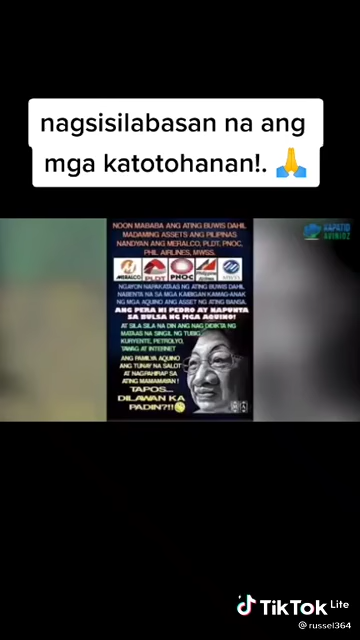 nagsisilabasan na ang
mga katotohanan!. 🙏
KAPATID
AVINIDZ
NOON MABABA ANG ATING BUWIS DAHIL
MADAMING ASSETS ANG PILIPINAS
NANDYAN ANG MERALCO, PLDT, PNOC,
PHIL AIRLINES, MWSS.
MERALCO PLDT PNOC MWSS
NGAYON NAPAKATAAS NG ATING BUWIS DAHIL
NABENTA NA SA MGA KAIBIGAN KAMAG-ANAK
NG MGA AQUINO ANG ASSET NG ATING BANSA.
ANG PERA NI PEDRO AY NAPUNTA
SA BULSA NG MGA AQUINO!
AT SILA SILA NA DIN ANG NAG DIDIKTA NG
MATAAS NA SINGIL NG TUBIG
KURYENTE, PETROLYO,
TAWAG AT INTERNET
ANG PAMILYA AQUINO
ANG TUNAY NA SALOT
AT NAGPAHIRAP SA
ATING MAMAMAYAN!
TAPOS...
DILAWAN KA
PADIN?!!
TikTok Lite
@russel364